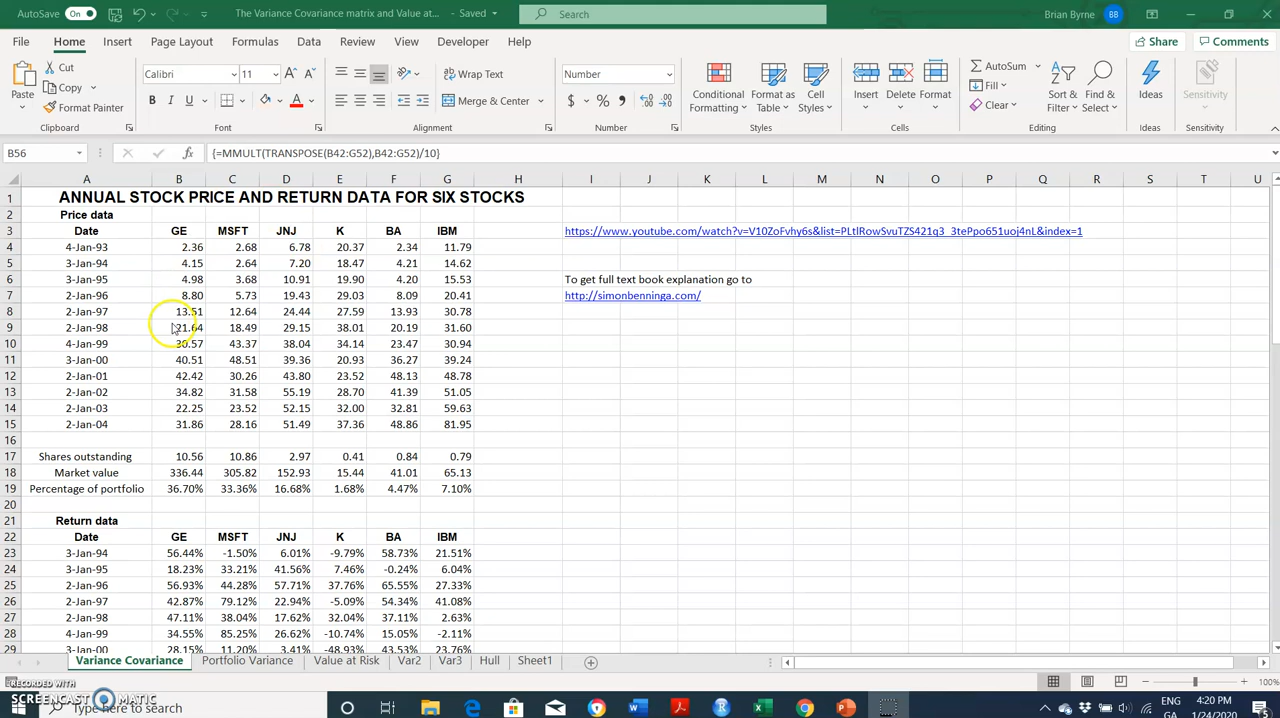 AutoSave On The Variance Covariance matrix and Value at... - Saved Search Brian Byrne BB
File Home Insert Page Layout Formulas Data Review View Developer Help Share Comments
Paste Cut Copy Format Painter Calibri 11 Wrap Text Merge & Center Number Conditional Formatting Format as Table Cell Styles Insert Delete Format AutoSum Fill Clear Sort & Filter Find & Select Ideas Sensitivity
Clipboard Font Alignment Number Styles Cells Editing Ideas Sensitivity
B56 fx {=MMULT(TRANSPOSE(B42:G52),B42:G52)/10}
A B C D E F G H I J K L M N O P Q R S T U
1 ANNUAL STOCK PRICE AND RETURN DATA FOR SIX STOCKS
2 Price data
3 Date GE MSFT JNJ K BA IBM https://www.youtube.com/watch?v=V10ZoFvhy6s&list=PLtlRowSvuTZS421q3_3tePpo651uoj4nL&index=1
4 4-Jan-93 2.36 2.68 6.78 20.37 2.34 11.79
5 3-Jan-94 4.15 2.64 7.20 18.47 4.21 14.62
6 3-Jan-95 4.98 3.68 10.91 19.90 4.20 15.53 To get full text book explanation go to
7 2-Jan-96 8.80 5.73 19.43 29.03 8.09 20.41 http://simonbenninga.com/
8 2-Jan-97 13.51 12.64 24.44 27.59 13.93 30.78
9 2-Jan-98 21.64 18.49 29.15 38.01 20.19 31.60
10 4-Jan-99 30.57 43.37 38.04 34.14 23.47 30.94
11 3-Jan-00 40.51 48.51 39.36 20.93 36.27 39.24
12 2-Jan-01 42.42 30.26 43.80 23.52 48.13 48.78
13 2-Jan-02 34.82 31.58 55.19 28.70 41.39 51.05
14 2-Jan-03 22.25 23.52 52.15 32.00 32.81 59.63
15 2-Jan-04 31.86 28.16 51.49 37.36 48.86 81.95
16
17 Shares outstanding 10.56 10.86 2.97 0.41 0.84 0.79
18 Market value 336.44 305.82 152.93 15.44 41.01 65.13
19 Percentage of portfolio 36.70% 33.36% 16.68% 1.68% 4.47% 7.10%
20
21 Return data
22 Date GE MSFT JNJ K BA IBM
23 3-Jan-94 56.44% -1.50% 6.01% -9.79% 58.73% 21.51%
24 3-Jan-95 18.23% 33.21% 41.56% 7.46% -0.24% 6.04%
25 2-Jan-96 56.93% 44.28% 57.71% 37.76% 65.55% 27.33%
26 2-Jan-97 42.87% 79.12% 22.94% -5.09% 54.34% 41.08%
27 2-Jan-98 47.11% 38.04% 17.62% 32.04% 37.11% 2.63%
28 4-Jan-99 34.55% 85.25% 26.62% -10.74% 15.05% -2.11%
29 3-Jan-00 28.15% 11.20% 3.41% -48.93% 43.53% 23.76%
Variance Covariance Portfolio Variance Value at Risk Var2 Var3 Hull Sheet1
RECORDED WITH 100%
SCREENCAST MATIC Type here to search ENG 4:20 PM
GA 1/24/2020